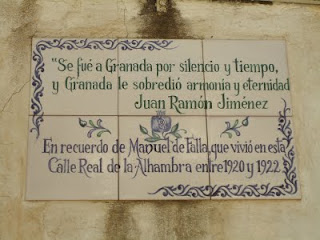 "Se fué a Granada por silencio y tiempo,
y Granada le sobredió armonía y eternidad
Juan Ramón Jiménez
En recuerdo de Manuel de Falla, que vivió en esta
Calle Real de la Alhambra entre 1920 y 1922